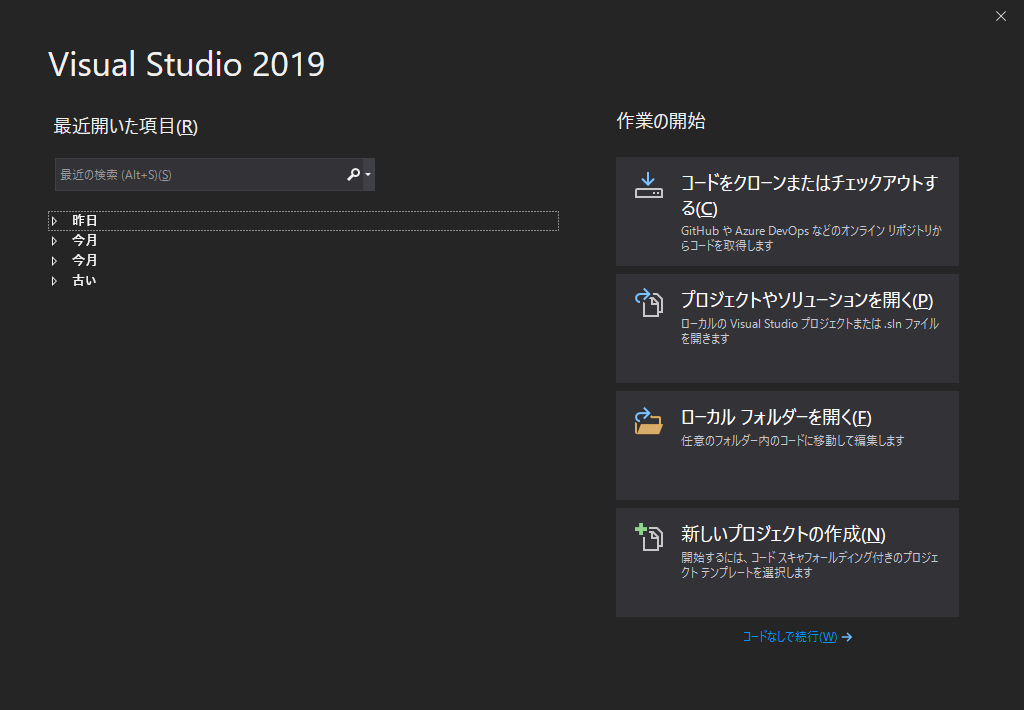 Visual Studio 2019
最近開いた項目(R)
最近の検索 (Alt+S)(S)
昨日
今月
今月
古い
作業の開始
コードをクローンまたはチェックアウトす
る(C)
GitHub や Azure DevOps などのオンライン リポジトリか
らコードを取得します
プロジェクトやソリューションを開く(P)
ローカルの Visual Studio プロジェクトまたは .sln ファイル
を開きます
ローカル フォルダーを開く(F)
任意のフォルダー内のコードに移動して編集します
新しいプロジェクトの作成(N)
開始するには、コード スキャフォールディング付きのプロジェ
クト テンプレートを選択します
コードなしで続行(W) →